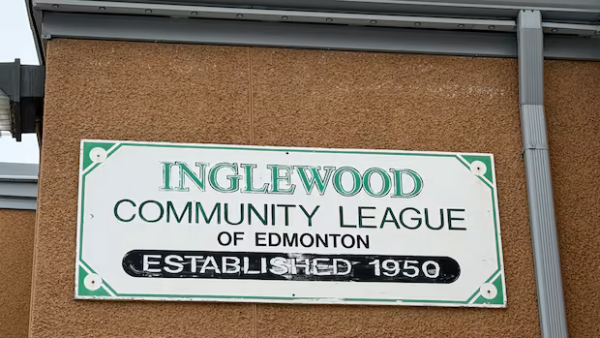 INGLEWOOD
COMMUNITY LEAGUE
OF EDMONTON
ESTABLISHED 1950